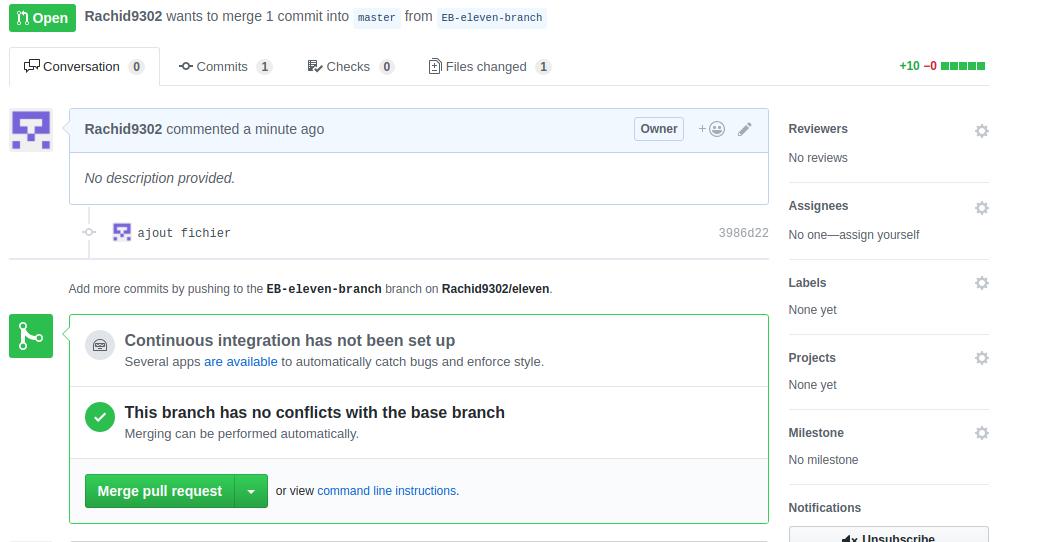 Open Rachid9302 wants to merge 1 commit into master from EB-eleven-branch
Conversation 0 Commits 1 Checks 0 Files changed 1 +10 −0
Rachid9302 commented a minute ago Owner +
No description provided.
ajout fichier 3986d22
Add more commits by pushing to the EB-eleven-branch branch on Rachid9302/eleven.
Continuous integration has not been set up
Several apps are available to automatically catch bugs and enforce style.
This branch has no conflicts with the base branch
Merging can be performed automatically.
Merge pull request or view command line instructions.
Reviewers
No reviews
Assignees
No one—assign yourself
Labels
None yet
Projects
None yet
Milestone
No milestone
Notifications
Unsubscribe